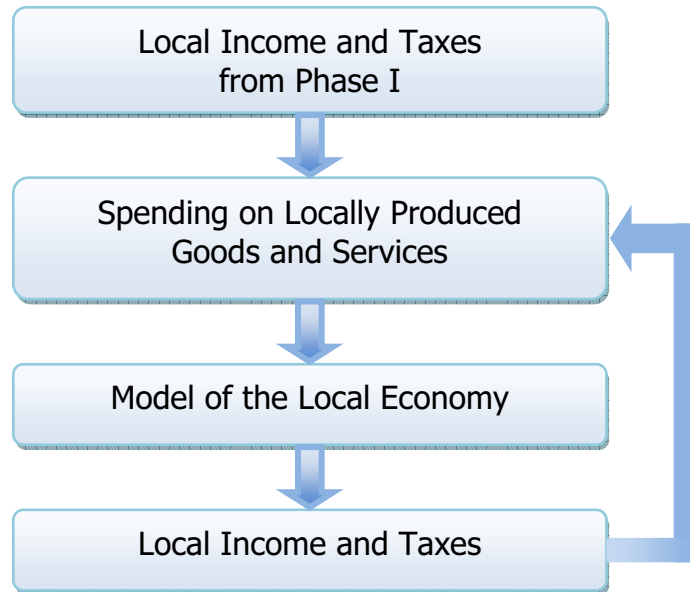 Local Income and Taxes
from Phase I
Spending on Locally Produced
Goods and Services
Model of the Local Economy
Local Income and Taxes